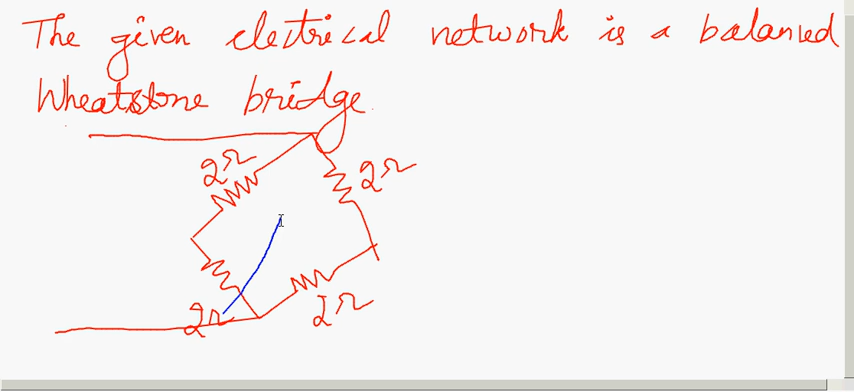 The given electrical network is a balanced
Wheatstone bridge.
2Ω 2Ω
2Ω 2Ω